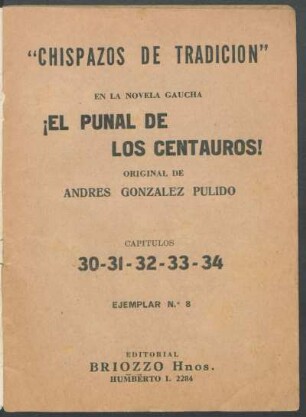 "CHISPAZOS DE TRADICION"
EN LA NOVELA GAUCHA
¡EL PUNAL DE
LOS CENTAUROS!
ORIGINAL DE
ANDRES GONZALEZ PULIDO
CAPITULOS
30-31-32-33-34
EJEMPLAR N.° 8
EDITORIAL
BRIOZZO Hnos.
HUMBERTO I. 2284